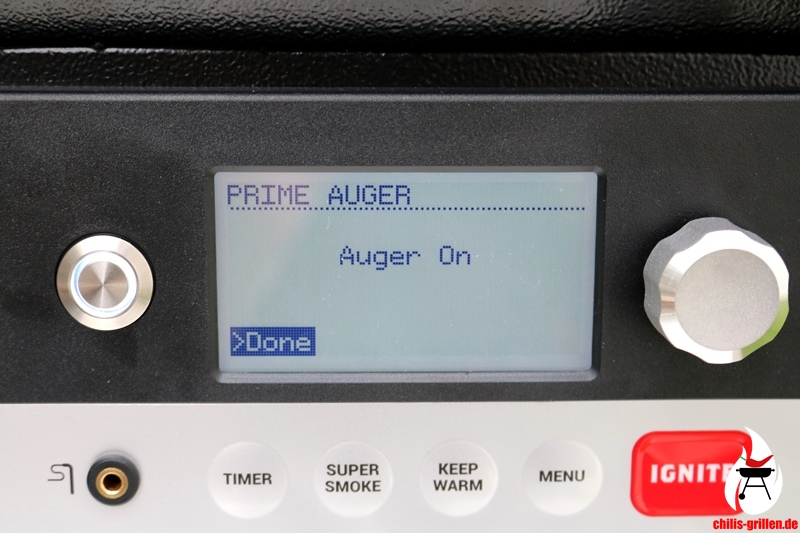 PRIME AUGER
Auger On
>Done
TIMER
SUPER
SMOKE
KEEP
WARM
MENU
IGNITE
chilis-grillen.de